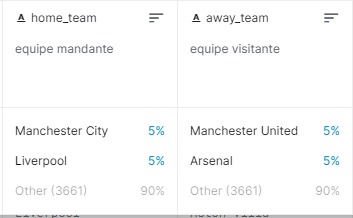 home_team
away_team
equipe mandante
equipe visitante
Manchester City 5%
Manchester United 5%
Liverpool 5%
Arsenal 5%
Other (3661) 90%
Other (3661) 90%